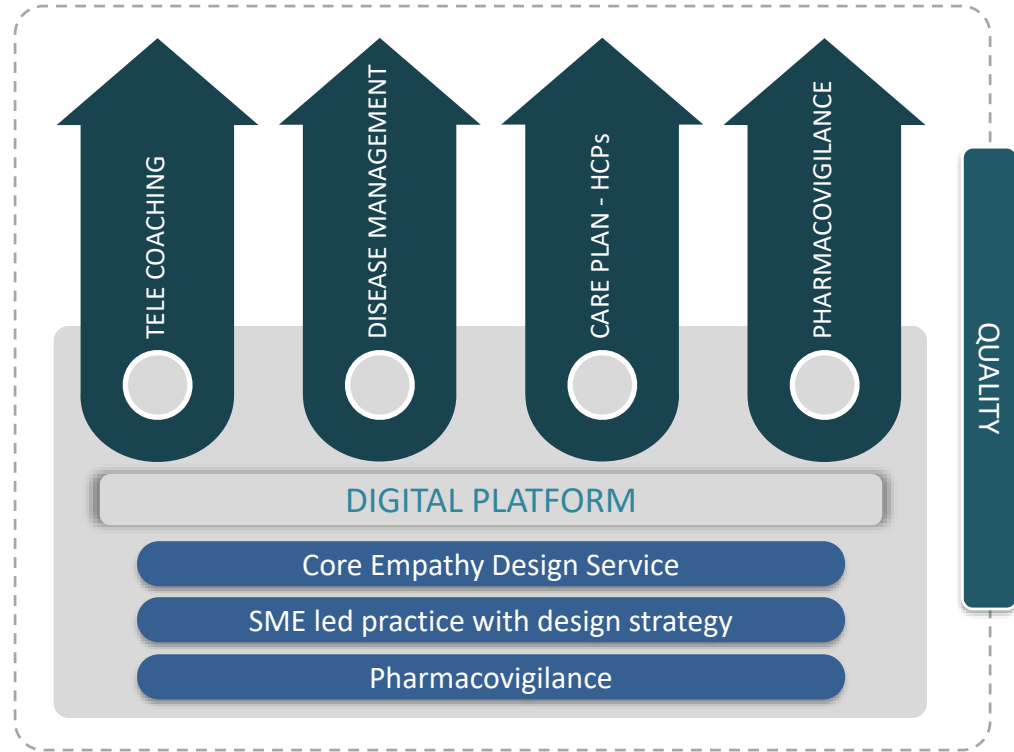 TELE COACHING
DISEASE MANAGEMENT
CARE PLAN - HCPs
PHARMACOVIGILANCE
QUALITY
DIGITAL PLATFORM
Core Empathy Design Service
SME led practice with design strategy
Pharmacovigilance